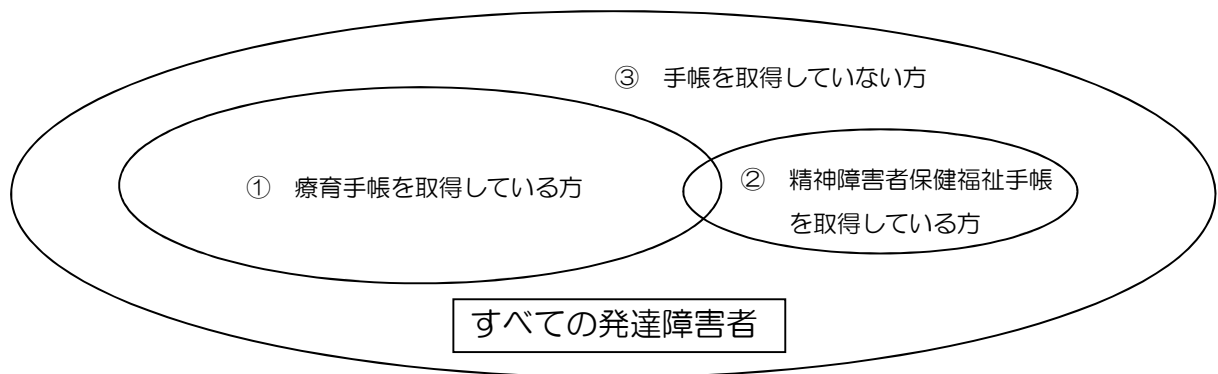 ③　手帳を取得していない方
①　療育手帳を取得している方
②　精神障害者保健福祉手帳
を取得している方
すべての発達障害者